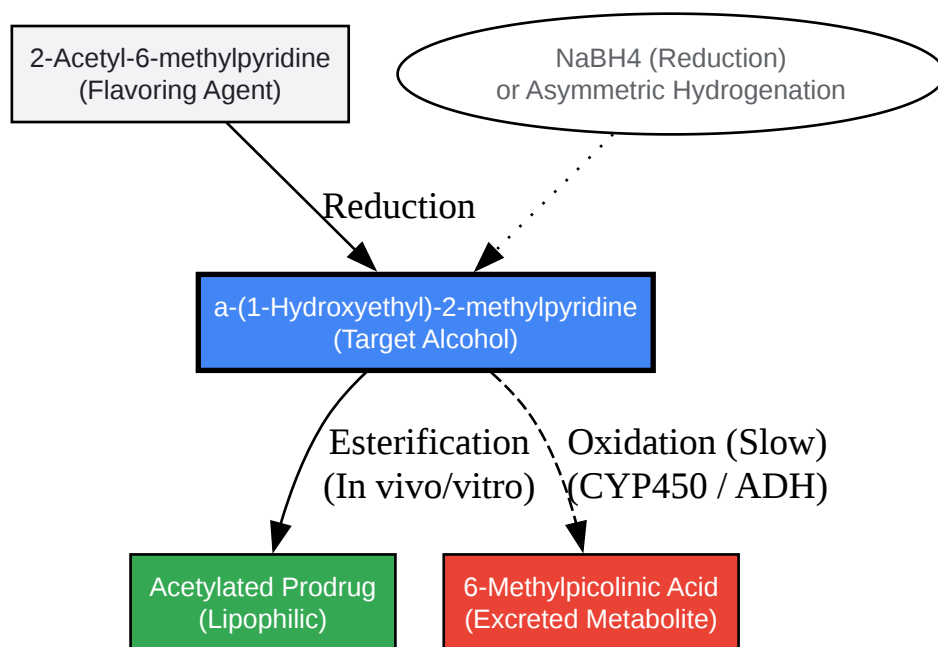 2-Acetyl-6-methylpyridine
(Flavoring Agent)
NaBH4 (Reduction)
or Asymmetric Hydrogenation
Reduction
a-(1-Hydroxyethyl)-2-methylpyridine
(Target Alcohol)
Esterification
(In vivo/vitro)
Oxidation (Slow)
(CYP450 / ADH)
Acetylated Prodrug
(Lipophilic)
6-Methylpicolinic Acid
(Excreted Metabolite)